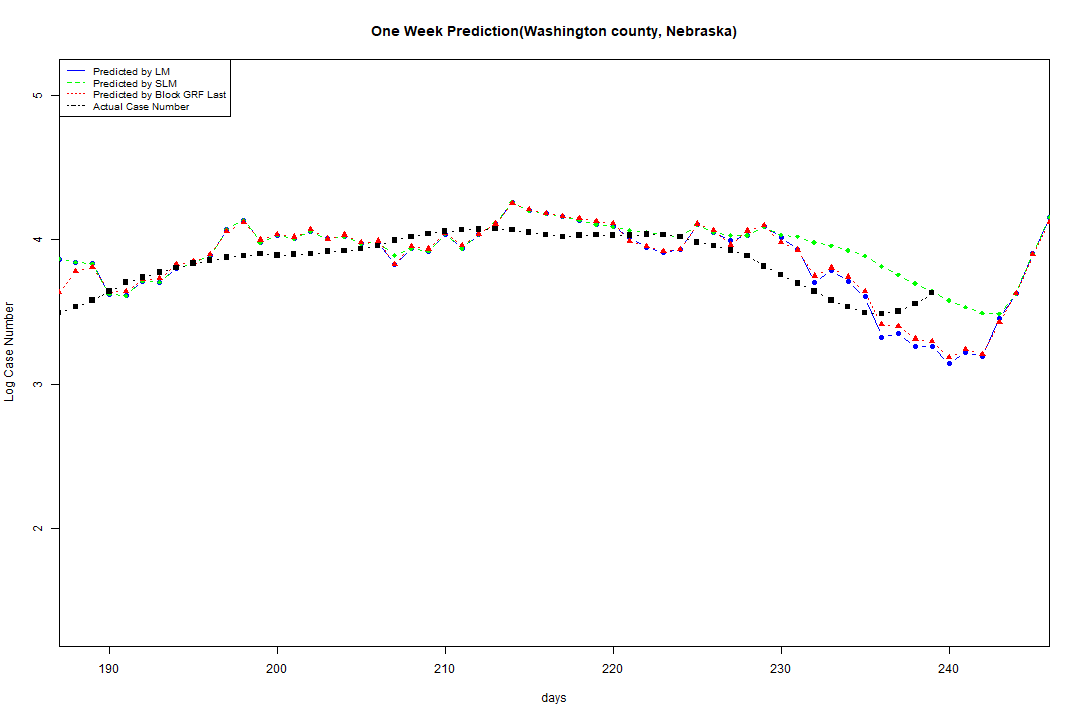 One Week Prediction(Washington county, Nebraska)
Predicted by LM
Predicted by SLM
Predicted by Block GRF Last
Actual Case Number
5
4
3
2
Log Case Number
190 200 210 220 230 240
days